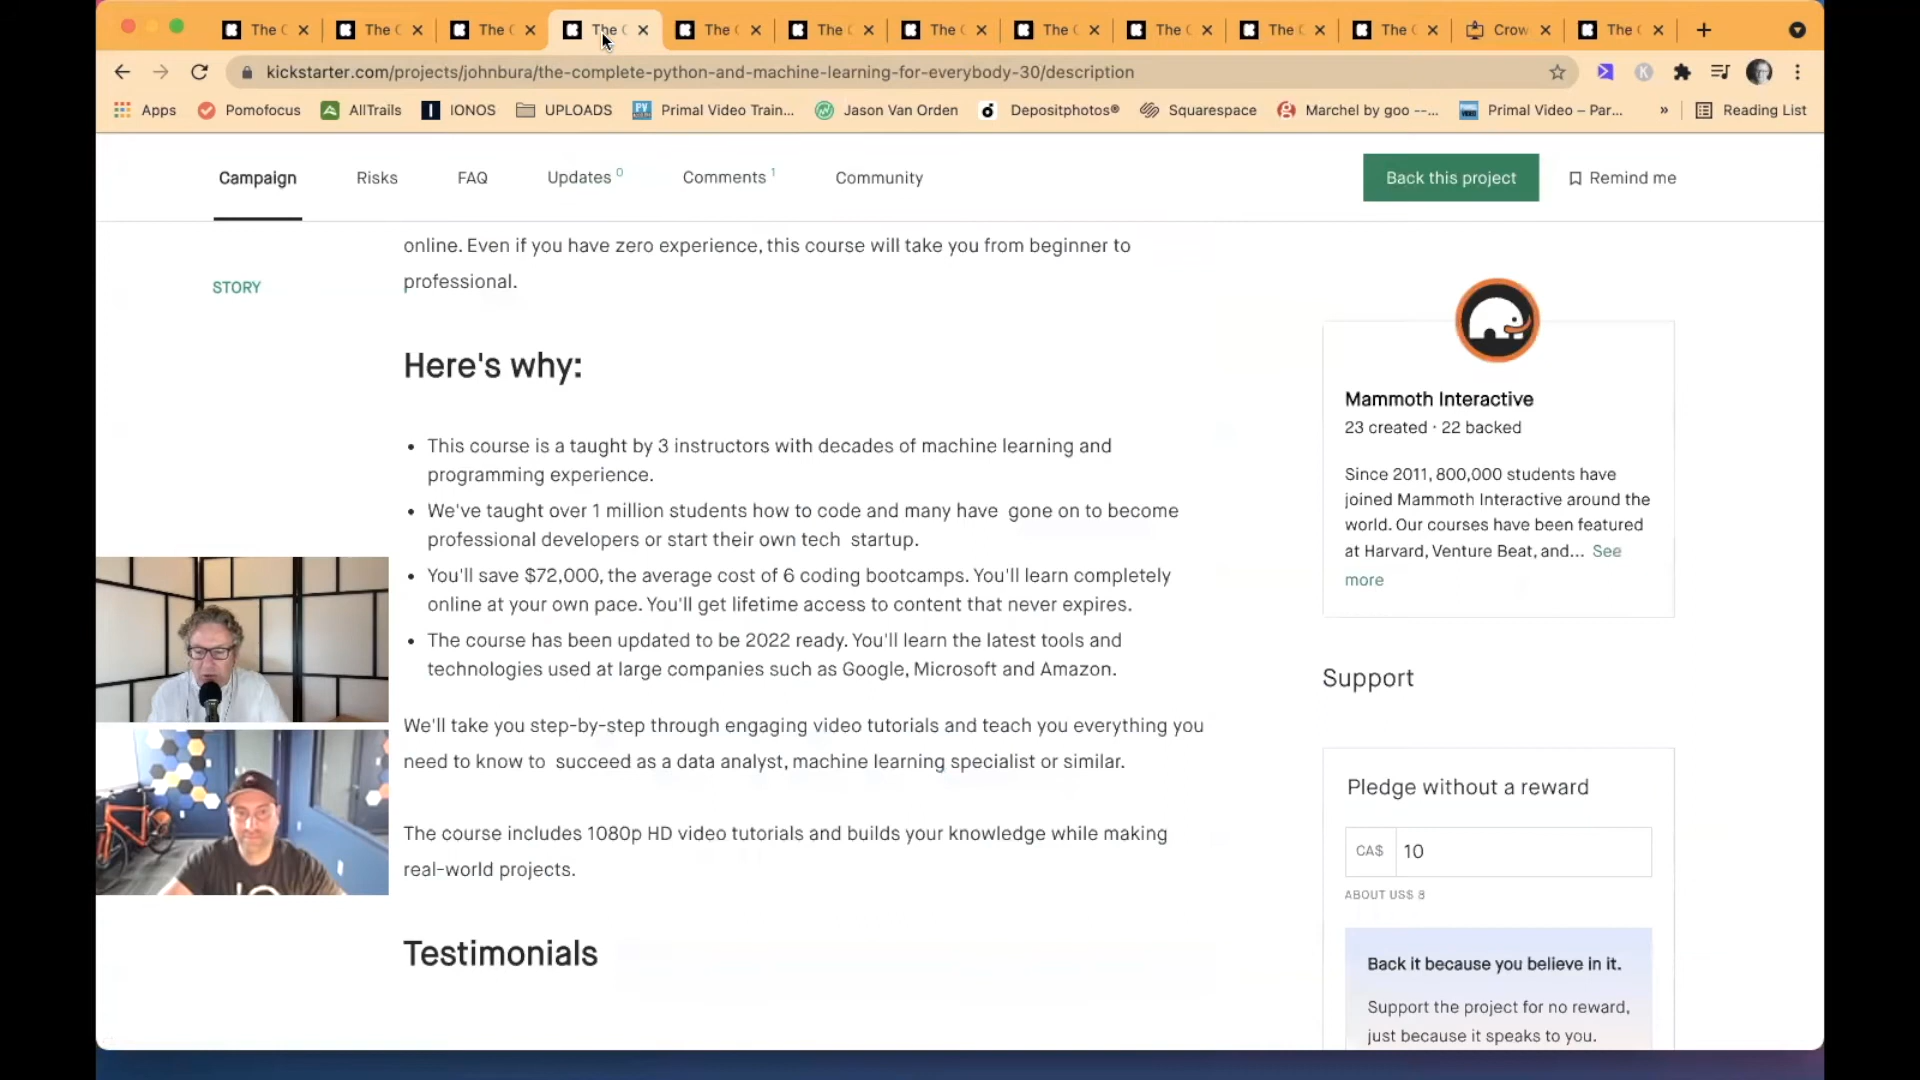 The The The The The The The The The The The Crow The
kickstarter.com/projects/johnbura/the-complete-python-and-machine-learning-for-everybody-30/description
Apps Pomofocus AllTrails IONOS UPLOADS Primal Video Train... Jason Van Orden Depositphotos® Squarespace Marchel by goo --... Primal Video – Par... » Reading List
Campaign Risks FAQ Updates 0 Comments 1 Community Back this project Remind me
online. Even if you have zero experience, this course will take you from beginner to
professional.
STORY
Here's why:
• This course is a taught by 3 instructors with decades of machine learning and
programming experience.
• We've taught over 1 million students how to code and many have gone on to become
professional developers or start their own tech startup.
• You'll save $72,000, the average cost of 6 coding bootcamps. You'll learn completely
online at your own pace. You'll get lifetime access to content that never expires.
• The course has been updated to be 2022 ready. You'll learn the latest tools and
technologies used at large companies such as Google, Microsoft and Amazon.
We'll take you step-by-step through engaging video tutorials and teach you everything you
need to know to succeed as a data analyst, machine learning specialist or similar.
The course includes 1080p HD video tutorials and builds your knowledge while making
real-world projects.
Testimonials
Mammoth Interactive
23 created · 22 backed
Since 2011, 800,000 students have
joined Mammoth Interactive around the
world. Our courses have been featured
at Harvard, Venture Beat, and... See
more
Support
Pledge without a reward
CA$ 10
ABOUT US$ 8
Back it because you believe in it.
Support the project for no reward,
just because it speaks to you.